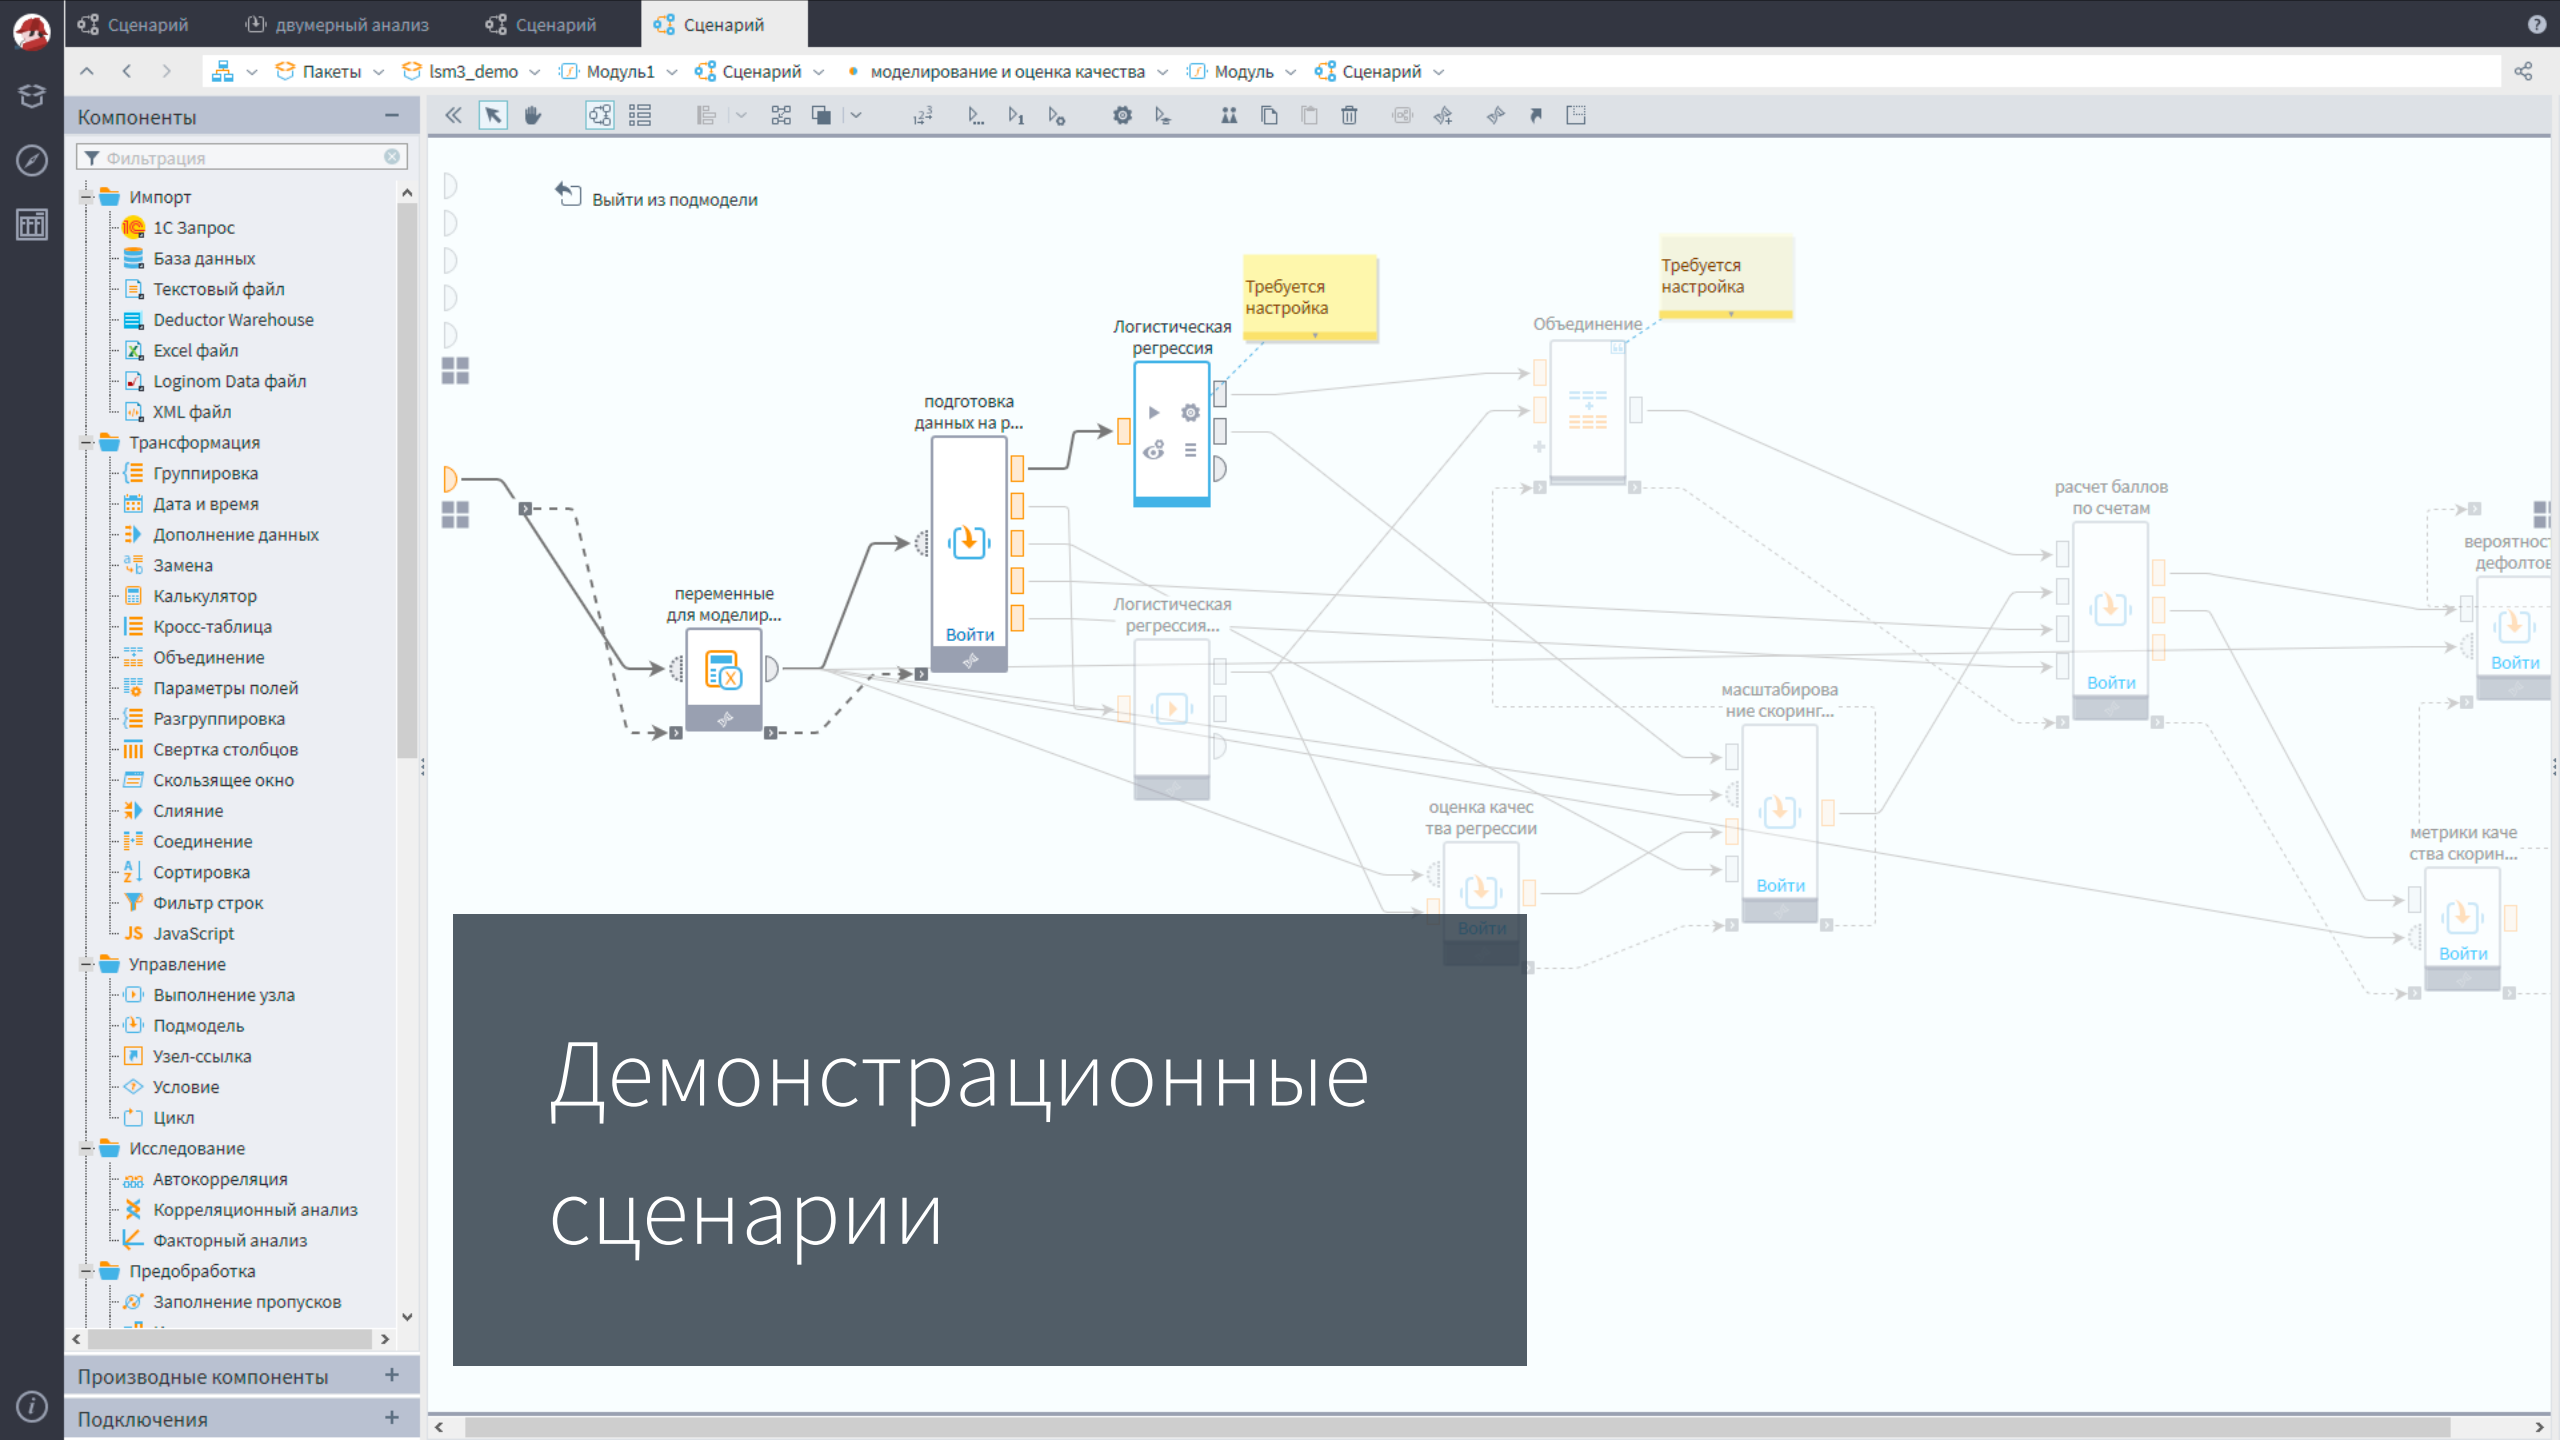 Сценарий
двумерный анализ
Сценарий
Сценарий
Пакеты
lsm3_demo
Модуль1
Сценарий
моделирование и оценка качества
Модуль
Сценарий
Компоненты
Фильтрация
Импорт
1С Запрос
База данных
Текстовый файл
Deductor Warehouse
Excel файл
Loginom Data файл
XML файл
Трансформация
Группировка
Дата и время
Дополнение данных
Замена
Калькулятор
Кросс-таблица
Объединение
Параметры полей
Разгруппировка
Свертка столбцов
Скользящее окно
Слияние
Соединение
Сортировка
Фильтр строк
JS JavaScript
Управление
Выполнение узла
Подмодель
Узел-ссылка
Условие
Цикл
Исследование
Автокорреляция
Корреляционный анализ
Факторный анализ
Предобработка
Заполнение пропусков
Производные компоненты
Подключения
Выйти из подмодели
Требуется
настройка
Требуется
настройка
Логистическая
регрессия
Объединение
подготовка
данных на р...
Войти
переменные
для моделир...
Логистическая
регрессия...
расчет баллов
по счетам
Войти
вероятност
дефолтов
Войти
масштабирова
ние скоринг...
Войти
оценка качес
тва регрессии
Войти
метрики каче
ства скорин...
Войти
Демонстрационные
сценарии